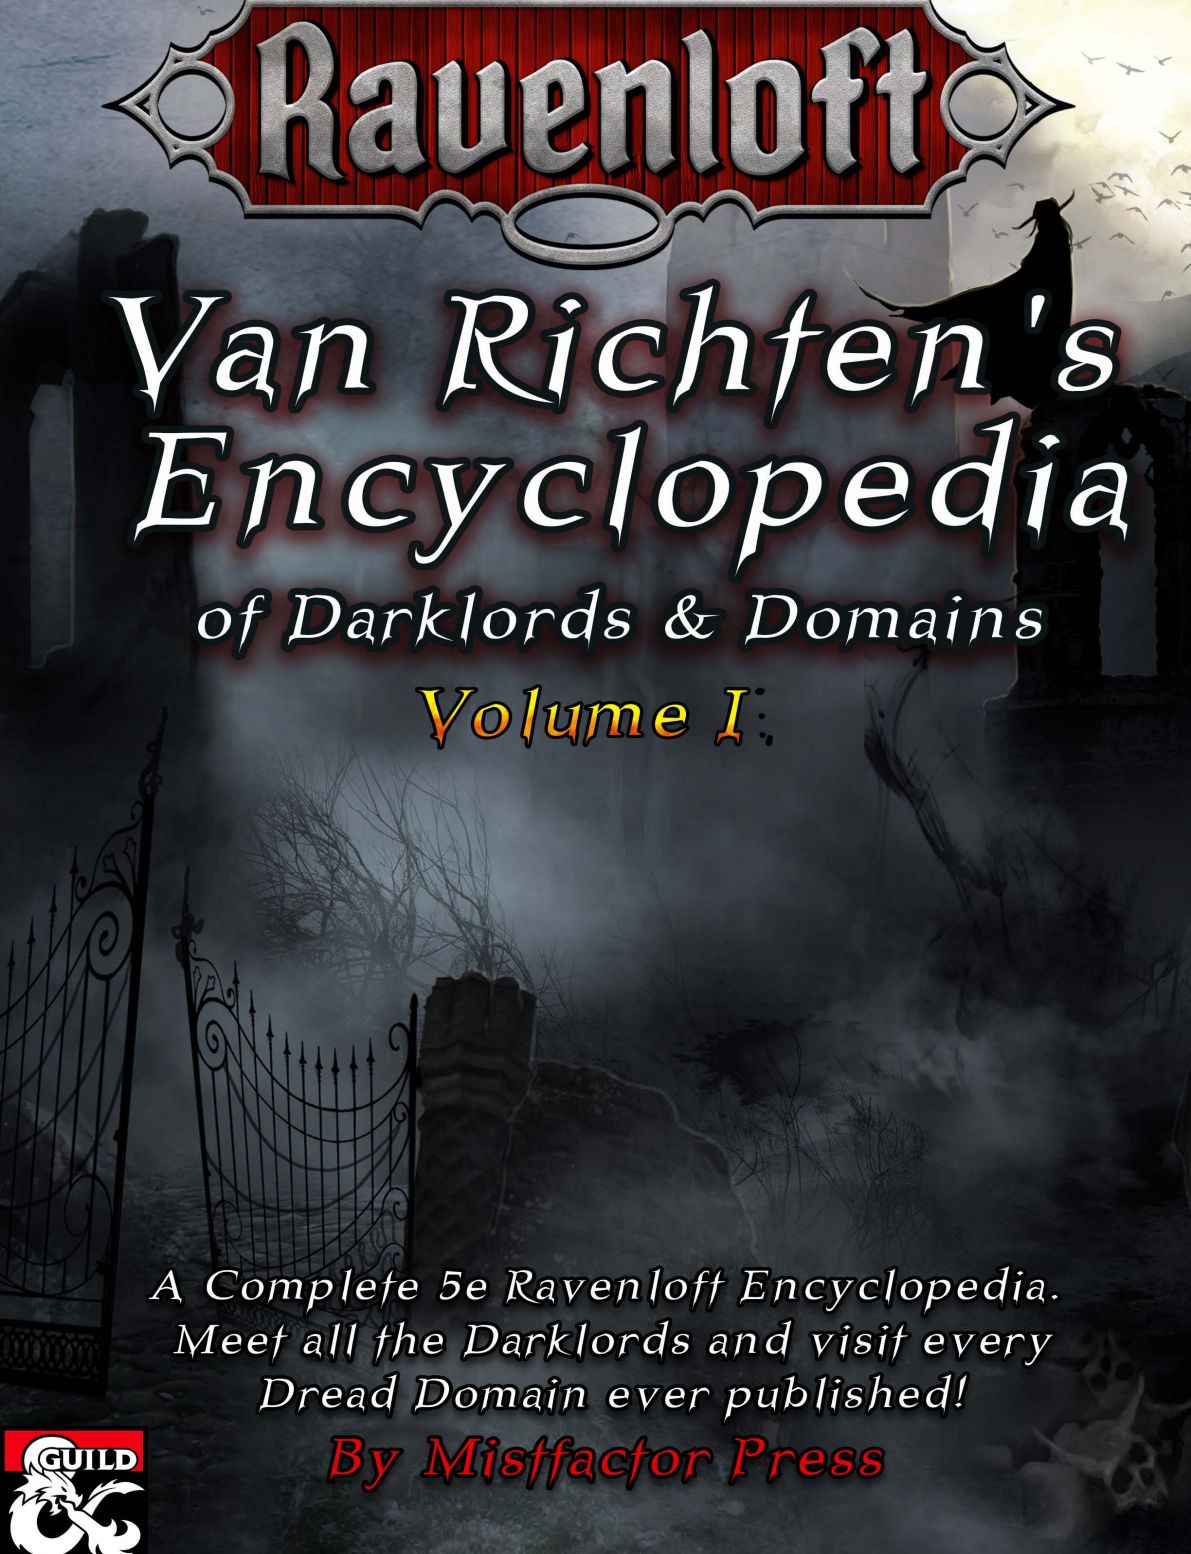 Ravenloft
Van Richten's
Encyclopedia
of Darklords & Domains
Volume I
A Complete 5e Ravenloft Encyclopedia.
Meet all the Darklords and visit every
Dread Domain ever published!
By Mistfactor Press
GUILD